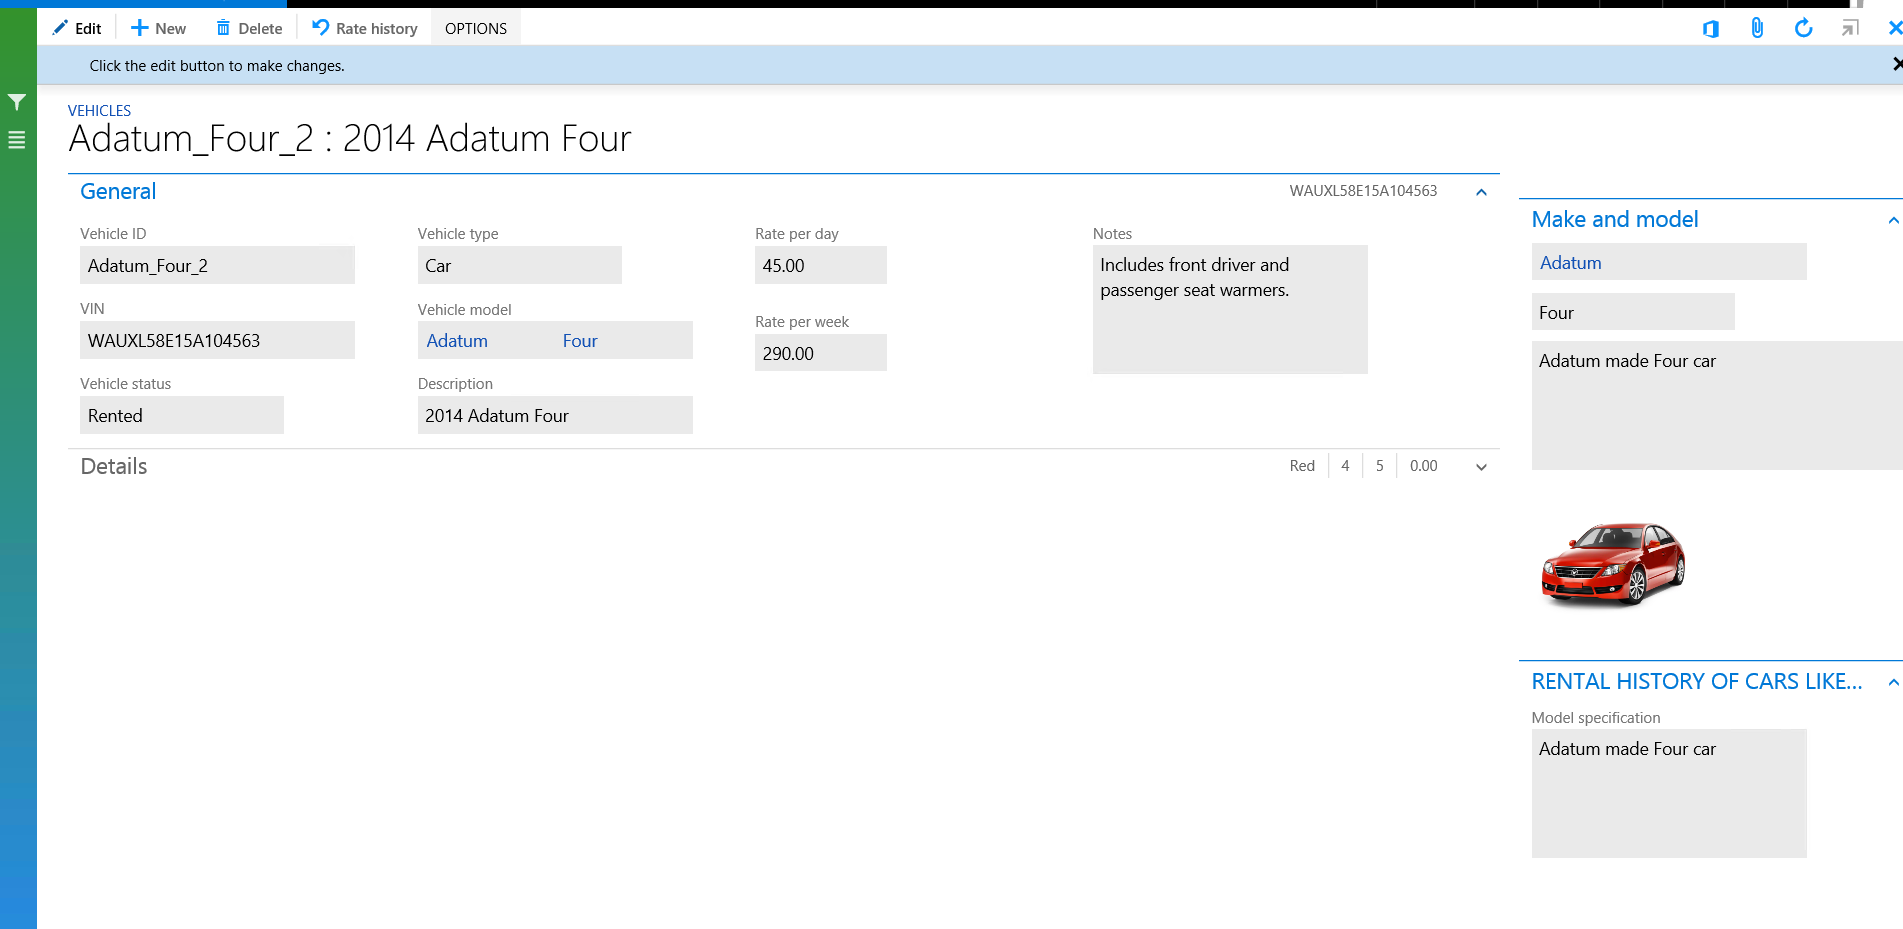 Edit New Delete Rate history OPTIONS
Click the edit button to make changes.
VEHICLES
Adatum_Four_2 : 2014 Adatum Four
General WAUXL58E15A104563
Vehicle ID
Adatum_Four_2
VIN
WAUXL58E15A104563
Vehicle status
Rented
Vehicle type
Car
Vehicle model
Adatum Four
Description
2014 Adatum Four
Rate per day
45.00
Rate per week
290.00
Notes
Includes front driver and
passenger seat warmers.
Details Red 4 5 0.00
Make and model
Adatum
Four
Adatum made Four car
RENTAL HISTORY OF CARS LIKE...
Model specification
Adatum made Four car